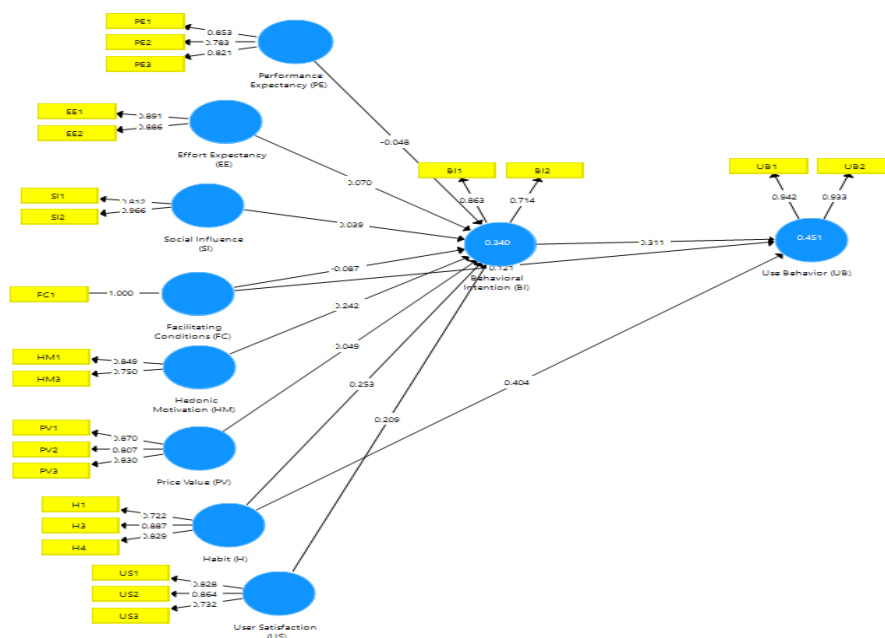 PE1
PE2
PE3
0.853
0.783
0.821
Performance
Expectancy (PE)
EE1
EE2
0.891
0.886
Effort Expectancy
(EE)
SI1
SI2
0.812
0.966
Social Influence
(SI)
FC1
1.000
Facilitating
Conditions (FC)
HM1
HM3
0.849
0.750
Hedonic
Motivation (HM)
PV1
PV2
PV3
0.870
0.807
0.830
Price Value (PV)
H1
H3
H4
0.722
0.887
0.829
Habit (H)
US1
US2
US3
0.828
0.864
0.732
User Satisfaction
(US)
-0.048
0.070
0.039
-0.087
0.121
0.242
0.049
0.253
0.209
0.404
BI1
BI2
0.863
0.714
0.340
Behavioral
Intention (BI)
0.311
UB1
UB2
0.942
0.933
0.451
Use Behavior (UB)